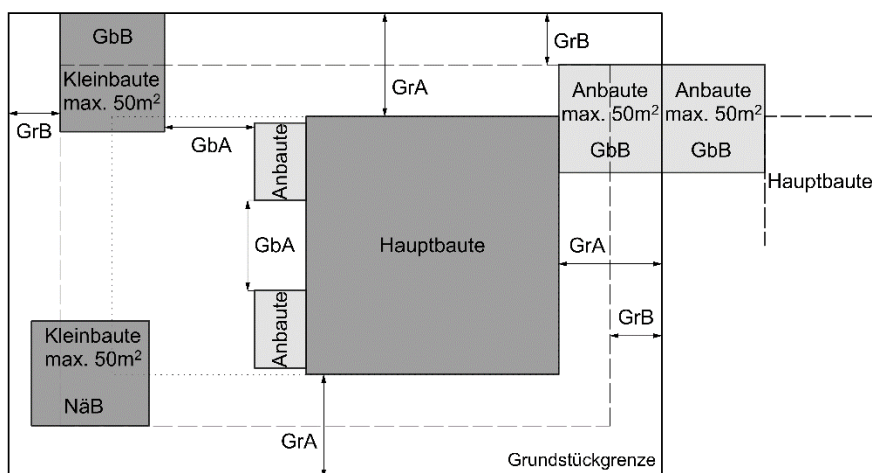 GbB
Kleinbaute
max. 50m²
GrB
GrA
GrB
GbA
Anbaute
Anbaute
max. 50m²
GbB
Anbaute
max. 50m²
GbB
Hauptbaute
GbA
Hauptbaute
GrA
Anbaute
GrB
Kleinbaute
max. 50m²
NäB
GrA
Grundstückgrenze